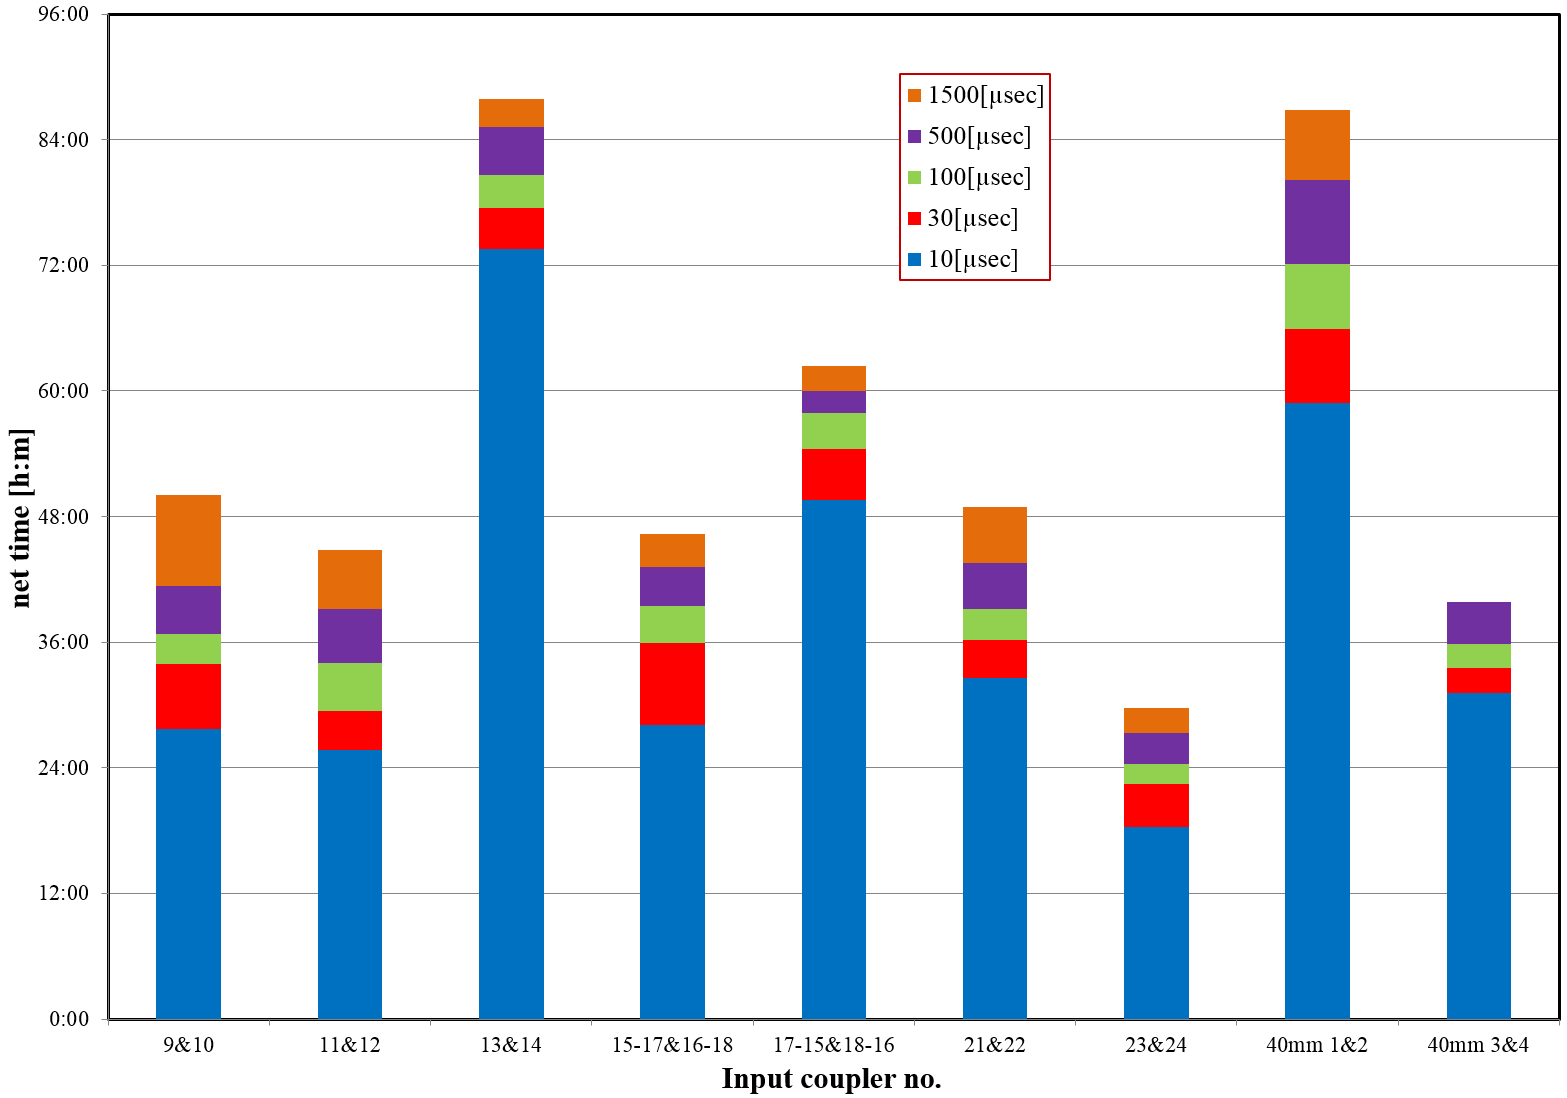 96:00
84:00
72:00
60:00
48:00
36:00
24:00
12:00
0:00
net time [h:m]
1500[µsec]
500[µsec]
100[µsec]
30[µsec]
10[µsec]
9&10
11&12
13&14
15-17&16-18
17-15&18-16
21&22
23&24
40mm 1&2
40mm 3&4
Input coupler no.